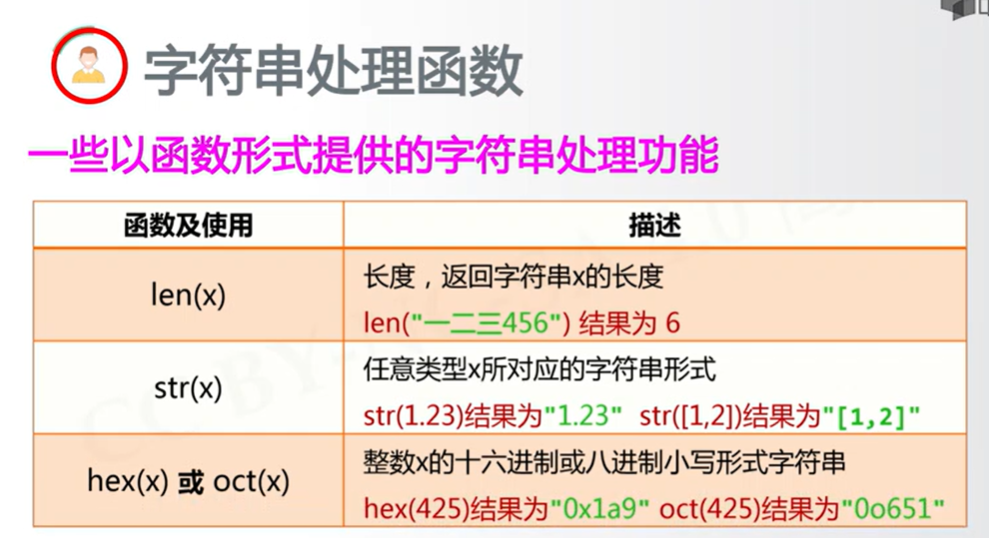 字符串处理函数
一些以函数形式提供的字符串处理功能
函数及使用 描述
len(x) 长度，返回字符串x的长度
len("一二三456") 结果为 6
str(x) 任意类型x所对应的字符串形式
str(1.23)结果为"1.23" str([1,2])结果为"[1,2]"
hex(x) 或 oct(x) 整数x的十六进制或八进制小写形式字符串
hex(425)结果为"0x1a9" oct(425)结果为"0o651"